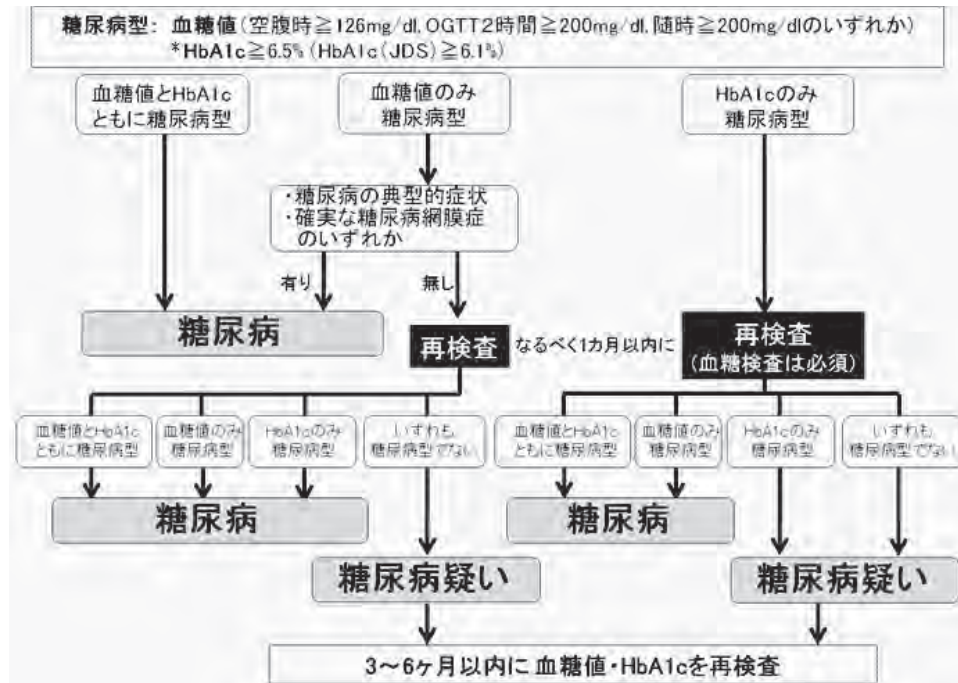 糖尿病型: 血糖値(空腹時≧126mg/dl, OGTT2時間≧200mg/dl, 随時≧200mg/dlのいずれか)
*HbA1c≧6.5% (HbA1c(JDS)≧6.1%)
血糖値とHbA1c
ともに糖尿病型
血糖値のみ
糖尿病型
HbA1cのみ
糖尿病型
・糖尿病の典型的症状
・確実な糖尿病網膜症
のいずれか
有り
無し
糖尿病
再検査
なるべく1カ月以内に
再検査
(血糖検査は必須)
血糖値とHbA1c
ともに糖尿病型
血糖値のみ
糖尿病型
HbA1cのみ
糖尿病型
いずれも
糖尿病型でない
血糖値とHbA1c
ともに糖尿病型
血糖値のみ
糖尿病型
HbA1cのみ
糖尿病型
いずれも
糖尿病型でない
糖尿病
糖尿病
糖尿病疑い
糖尿病疑い
3〜6ヶ月以内に血糖値・HbA1cを再検査